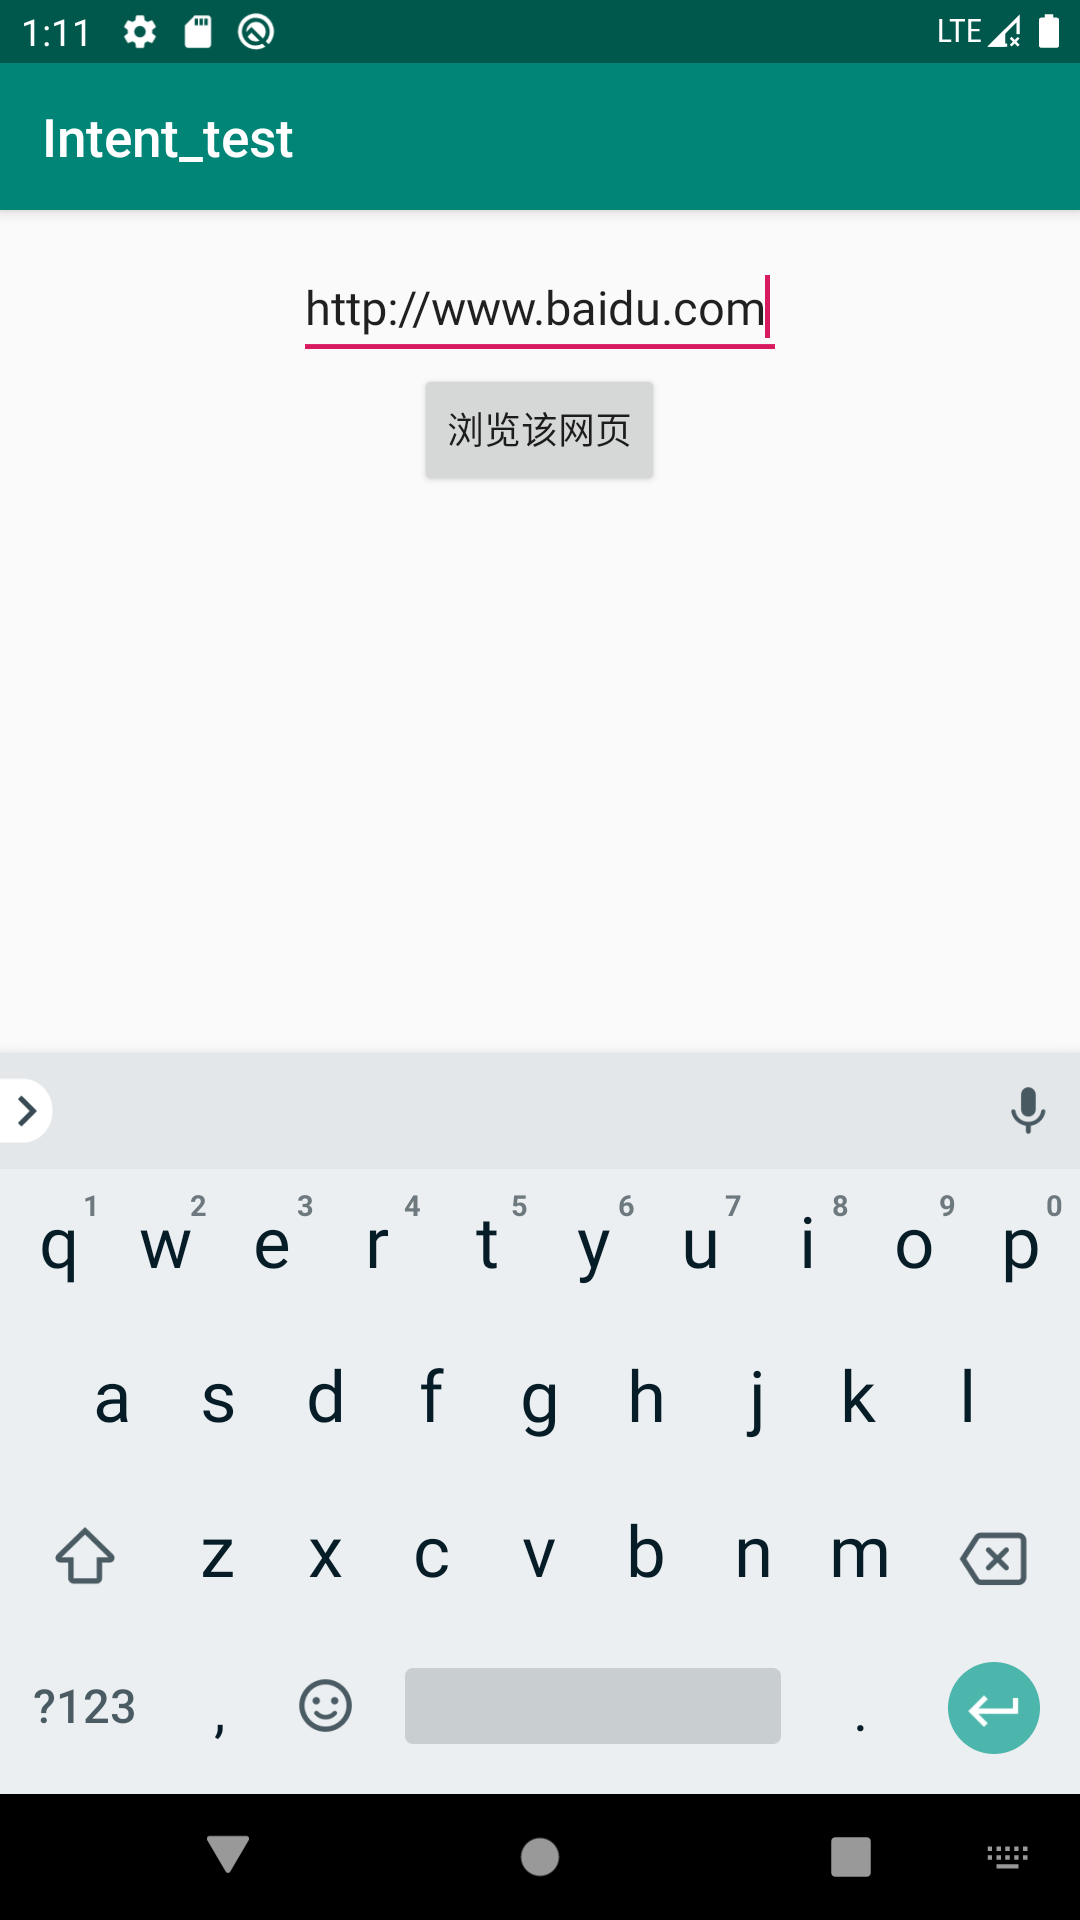 1:11 LTE
Intent_test
http://www.baidu.com
浏览该网页
1 2 3 4 5 6 7 8 9 0
q w e r t y u i o p
a s d f g h j k l
z x c v b n m
?123 , .